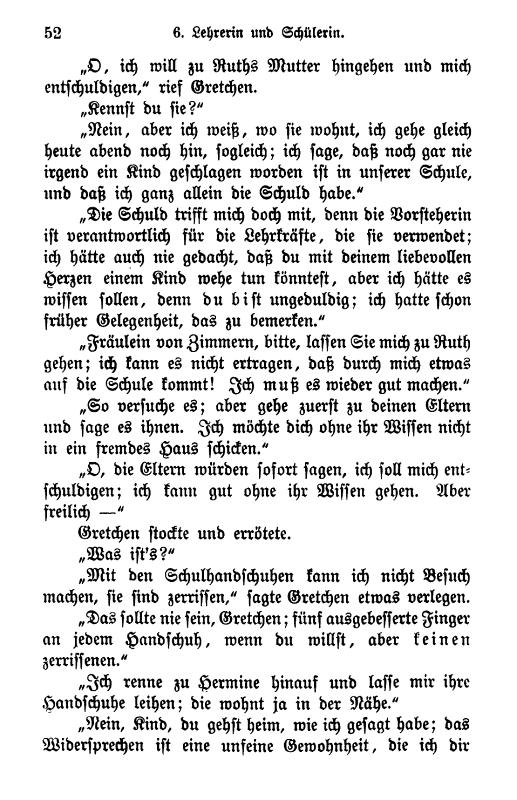 52 6. Lehrerin und Schülerin.
„O, ich will zu Ruths Mutter hingehen und mich
entschuldigen,“ rief Gretchen.
„Kennst du sie?“
„Nein, aber ich weiß, wo sie wohnt, ich gehe gleich
heute abend noch hin, sogleich; ich sage, daß noch gar nie
irgend ein Kind geschlagen worden ist in unserer Schule,
und daß ich ganz allein die Schuld habe.“
„Die Schuld trifft mich doch mit, denn die Vorsteherin
ist verantwortlich für die Lehrkräfte, die sie verwendet;
ich hätte auch nie gedacht, daß du mit deinem liebevollen
Herzen einem Kind wehe tun könntest, aber ich hätte es
wissen sollen, denn du bist ungeduldig; ich hatte schon
früher Gelegenheit, das zu bemerken.“
„Fräulein von Zimmern, bitte, lassen Sie mich zu Ruth
gehen; ich kann es nicht ertragen, daß durch mich etwas
auf die Schule kommt! Ich muß es wieder gut machen.“
„So versuche es; aber gehe zuerst zu deinen Eltern
und sage es ihnen. Ich möchte dich ohne ihr Wissen nicht
in ein fremdes Haus schicken.“
„O, die Eltern würden sofort sagen, ich soll mich ent-
schuldigen; ich kann gut ohne ihr Wissen gehen. Aber
freilich —“
Gretchen stockte und errötete.
„Was ist's?“
„Mit den Schulhandschuhen kann ich nicht Besuch
machen, sie sind zerrissen,“ sagte Gretchen etwas verlegen.
„Das sollte nie sein, Gretchen; fünf ausgebesserte Finger
an jedem Handschuh, wenn du willst, aber keinen
zerrissenen.“
„Ich renne zu Hermine hinauf und lasse mir ihre
Handschuhe leihen; die wohnt ja in der Nähe.“
„Nein, Kind, du gehst heim, wie ich gesagt habe; das
Widersprechen ist eine unfeine Gewohnheit, die ich dir